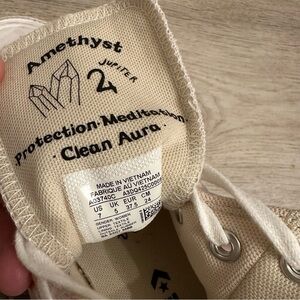 Amethyst
JUPITER
Protection·Meditation·
·Clean Aura·
MADE IN VIETNAM
FABRIQUE AU VIETNAM
A03740C
US UK EUR CM
7 5 37.5 24